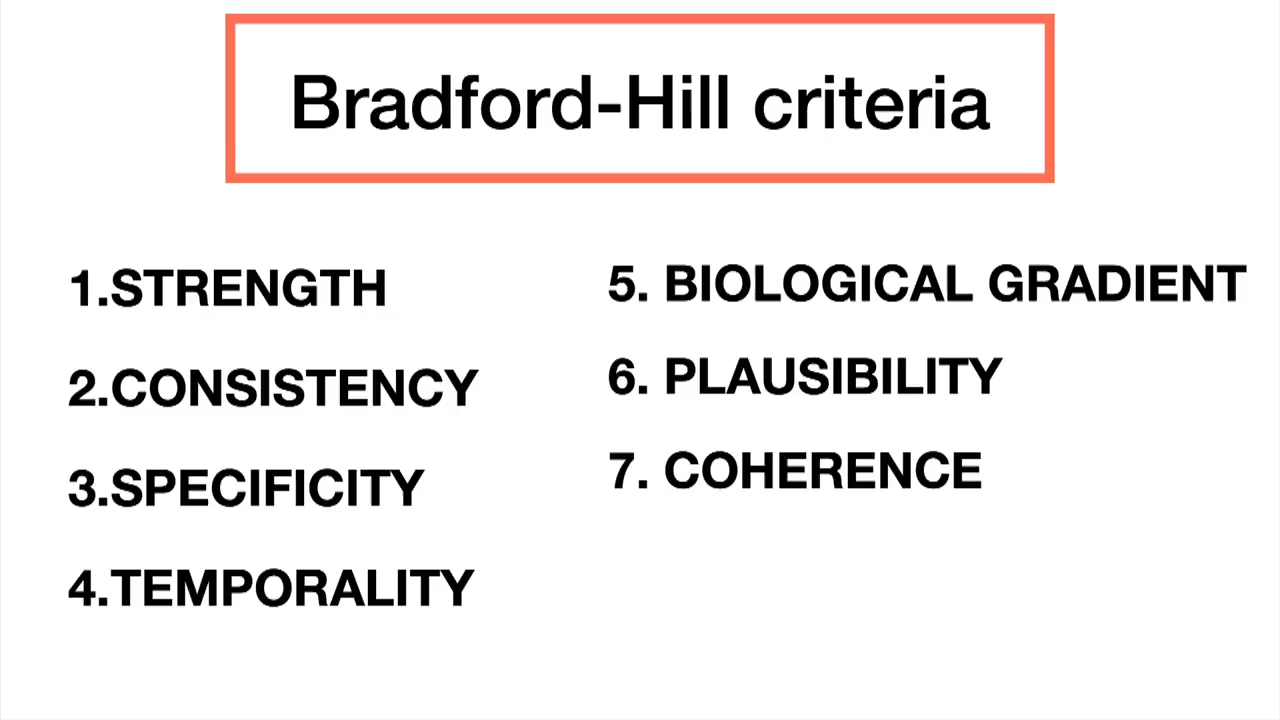 Bradford-Hill criteria
1.STRENGTH
2.CONSISTENCY
3.SPECIFICITY
4.TEMPORALITY
5. BIOLOGICAL GRADIENT
6. PLAUSIBILITY
7. COHERENCE